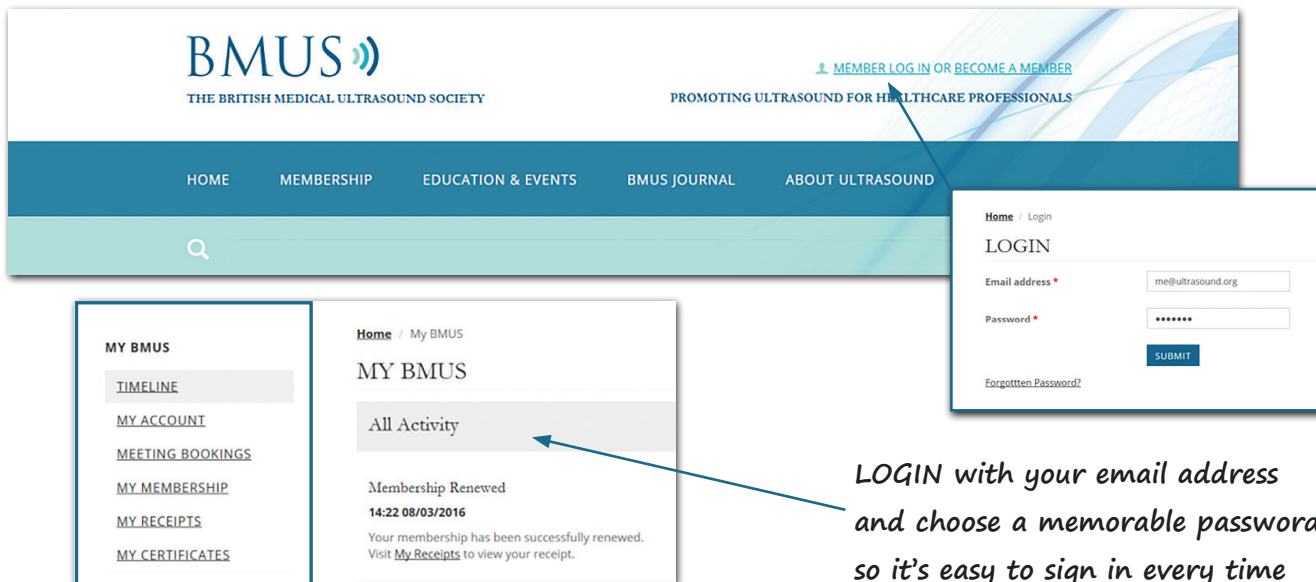 BMUS
THE BRITISH MEDICAL ULTRASOUND SOCIETY
MEMBER LOG IN OR BECOME A MEMBER
PROMOTING ULTRASOUND FOR HEALTHCARE PROFESSIONALS
HOME MEMBERSHIP EDUCATION & EVENTS BMUS JOURNAL ABOUT ULTRASOUND
Home / Login
LOGIN
Email address * me@ultrasound.org
Password * •••••••
SUBMIT
Forgottten Password?
MY BMUS
TIMELINE
MY ACCOUNT
MEETING BOOKINGS
MY MEMBERSHIP
MY RECEIPTS
MY CERTIFICATES
Home / My BMUS
MY BMUS
All Activity
Membership Renewed
14:22 08/03/2016
Your membership has been successfully renewed.
Visit My Receipts to view your receipt.
LOGIN with your email address
and choose a memorable password
so it's easy to sign in every time